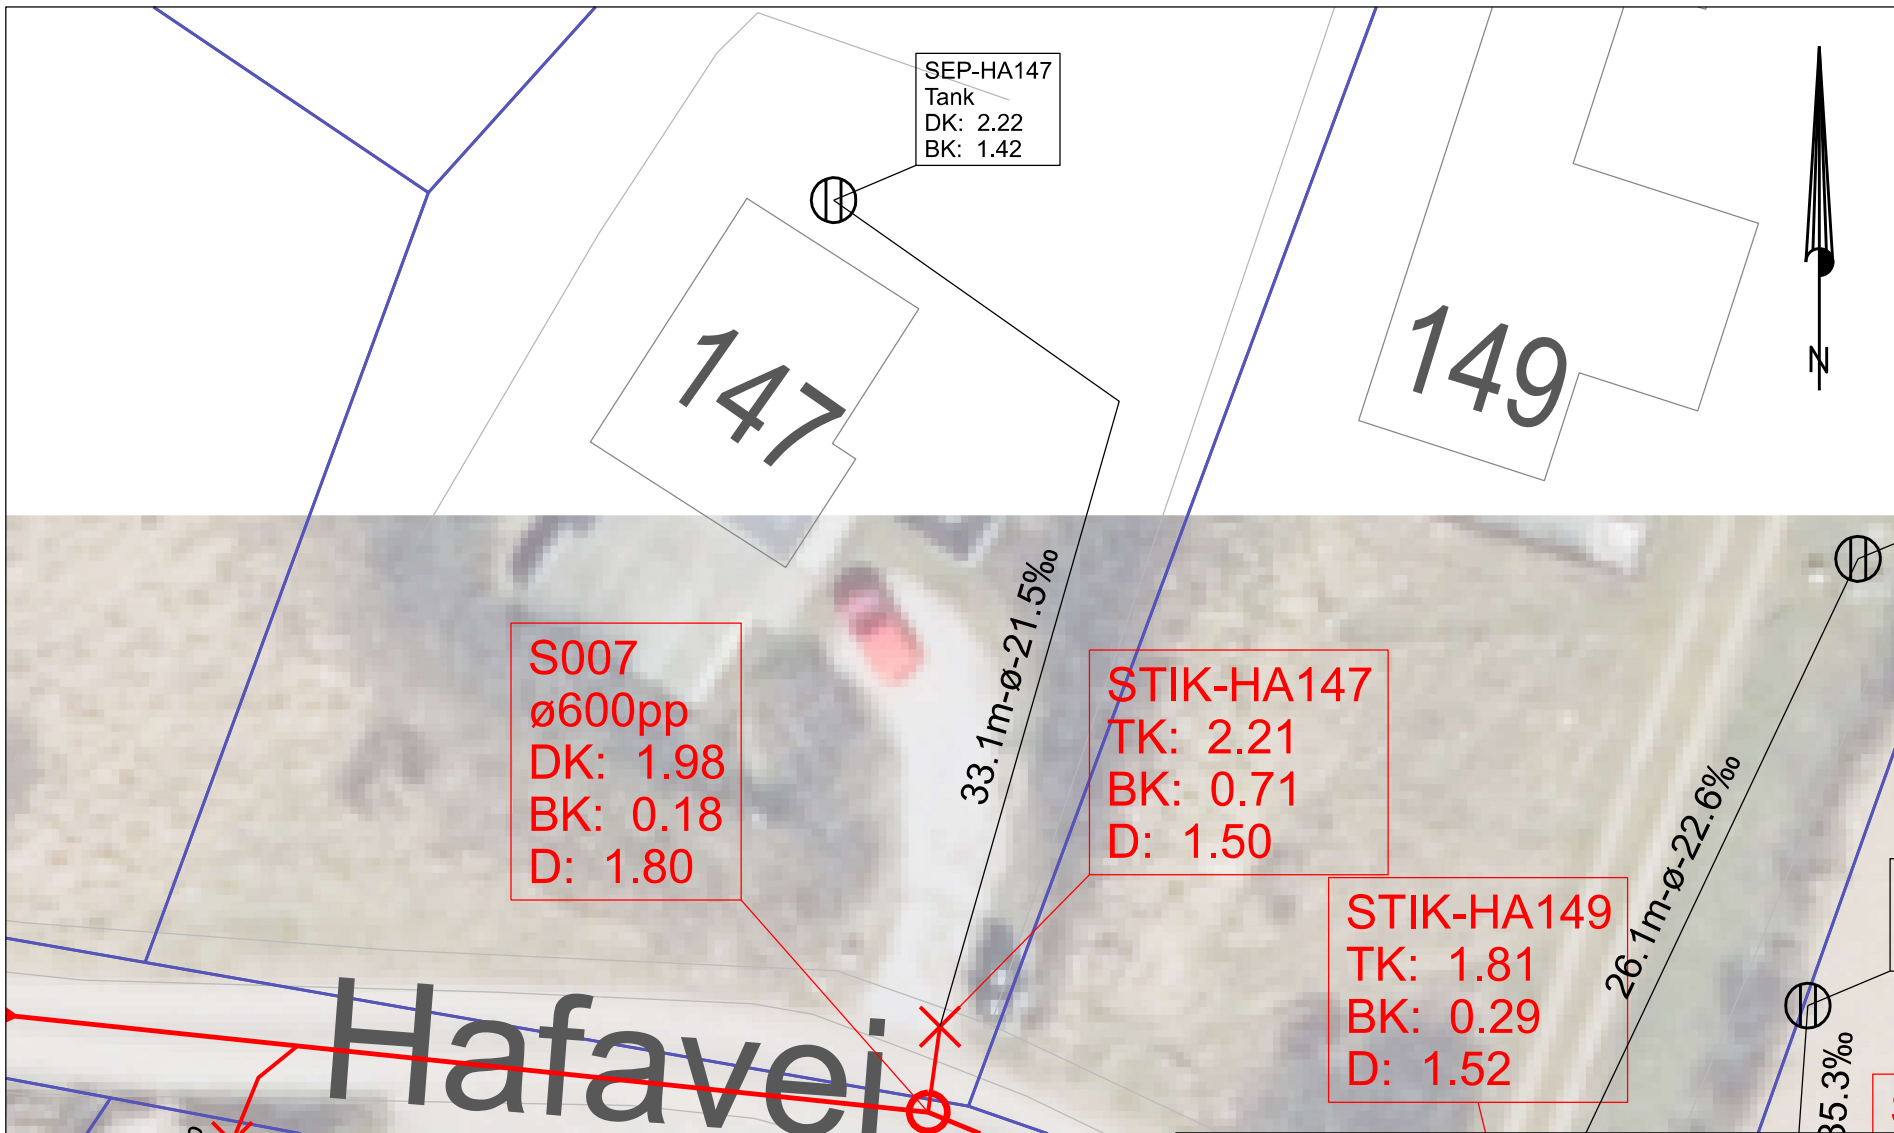 SEP-HA147
Tank
DK: 2.22
BK: 1.42
147
149
N
33.1m-ø-21.5‰
S007
ø600pp
DK: 1.98
BK: 0.18
D: 1.80
STIK-HA147
TK: 2.21
BK: 0.71
D: 1.50
26.1m-ø-22.6‰
STIK-HA149
TK: 1.81
BK: 0.29
D: 1.52
Hafavej
35.3‰